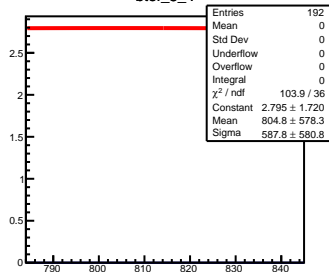 Entries 192
Mean 0
Std Dev 0
Underflow 0
Overflow 0
Integral 0
χ² / ndf 103.9 / 36
Constant 2.795 ± 1.720
Mean 804.8 ± 578.3
Sigma 587.8 ± 580.8
2.5
2
1.5
1
0.5
0
790 800 810 820 830 840